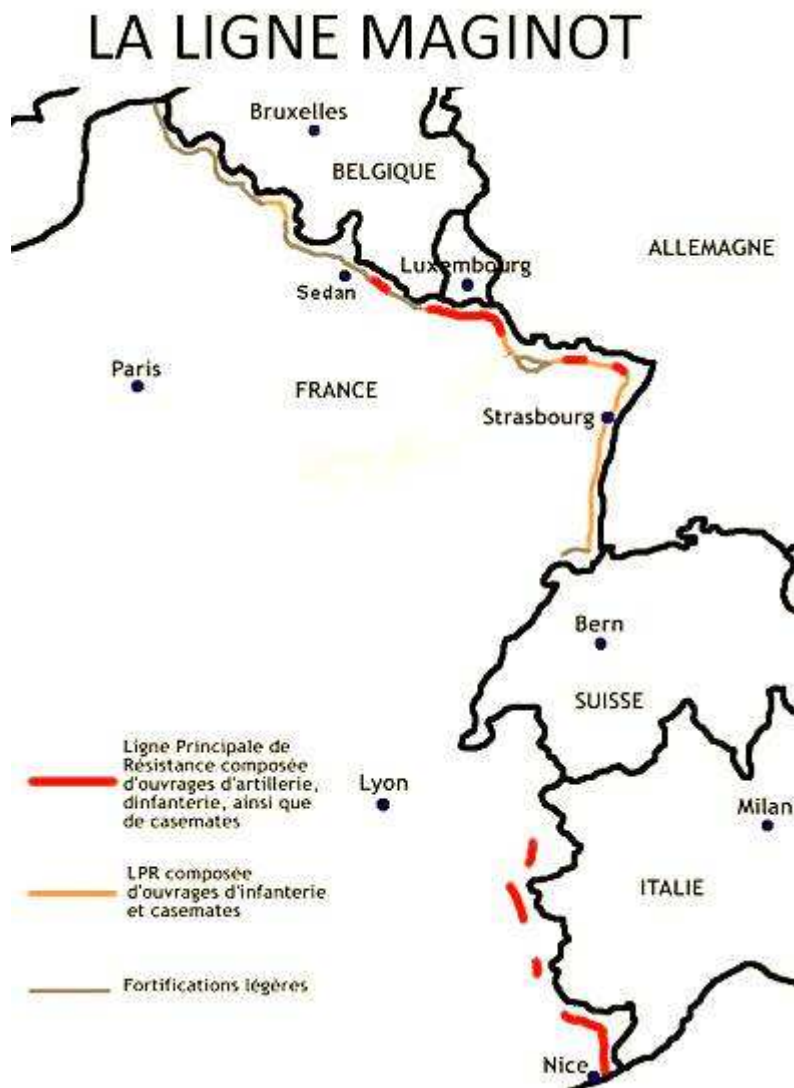 LA LIGNE MAGINOT
Bruxelles
BELGIQUE
ALLEMAGNE
Luxembourg
Sedan
Paris
FRANCE
Strasbourg
Bern
SUISSE
Ligne Principale de
Résistance composée
d'ouvrages d'artillerie,
dinfanterie, ainsi que
de casemates
Lyon
Milan
LPR composée
d'ouvrages d'infanterie
et casemates
ITALIE
Fortifications légères
Nice